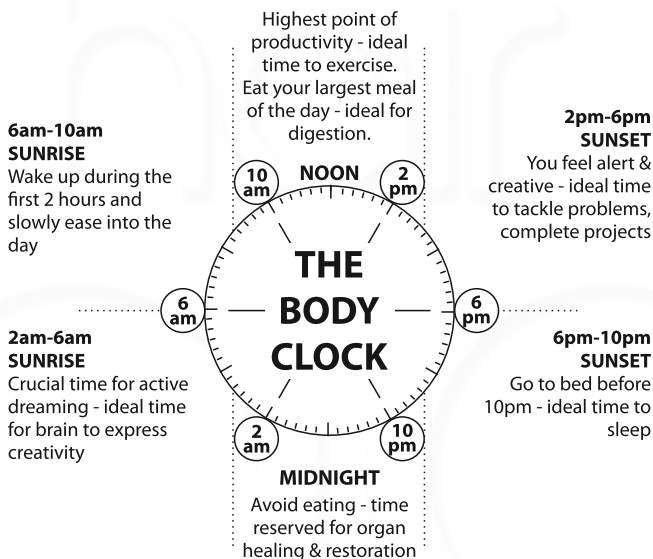 Highest point of
productivity - ideal
time to exercise.
Eat your largest meal
of the day - ideal for
digestion.
6am-10am
SUNRISE
Wake up during the
first 2 hours and
slowly ease into the
day
2pm-6pm
SUNSET
You feel alert &
creative - ideal time
to tackle problems,
complete projects
10
am
NOON
2
pm
THE
BODY
CLOCK
6
am
6
pm
2am-6am
SUNRISE
Crucial time for active
dreaming - ideal time
for brain to express
creativity
6pm-10pm
SUNSET
Go to bed before
10pm - ideal time to
sleep
2
am
10
pm
MIDNIGHT
Avoid eating - time
reserved for organ
healing & restoration